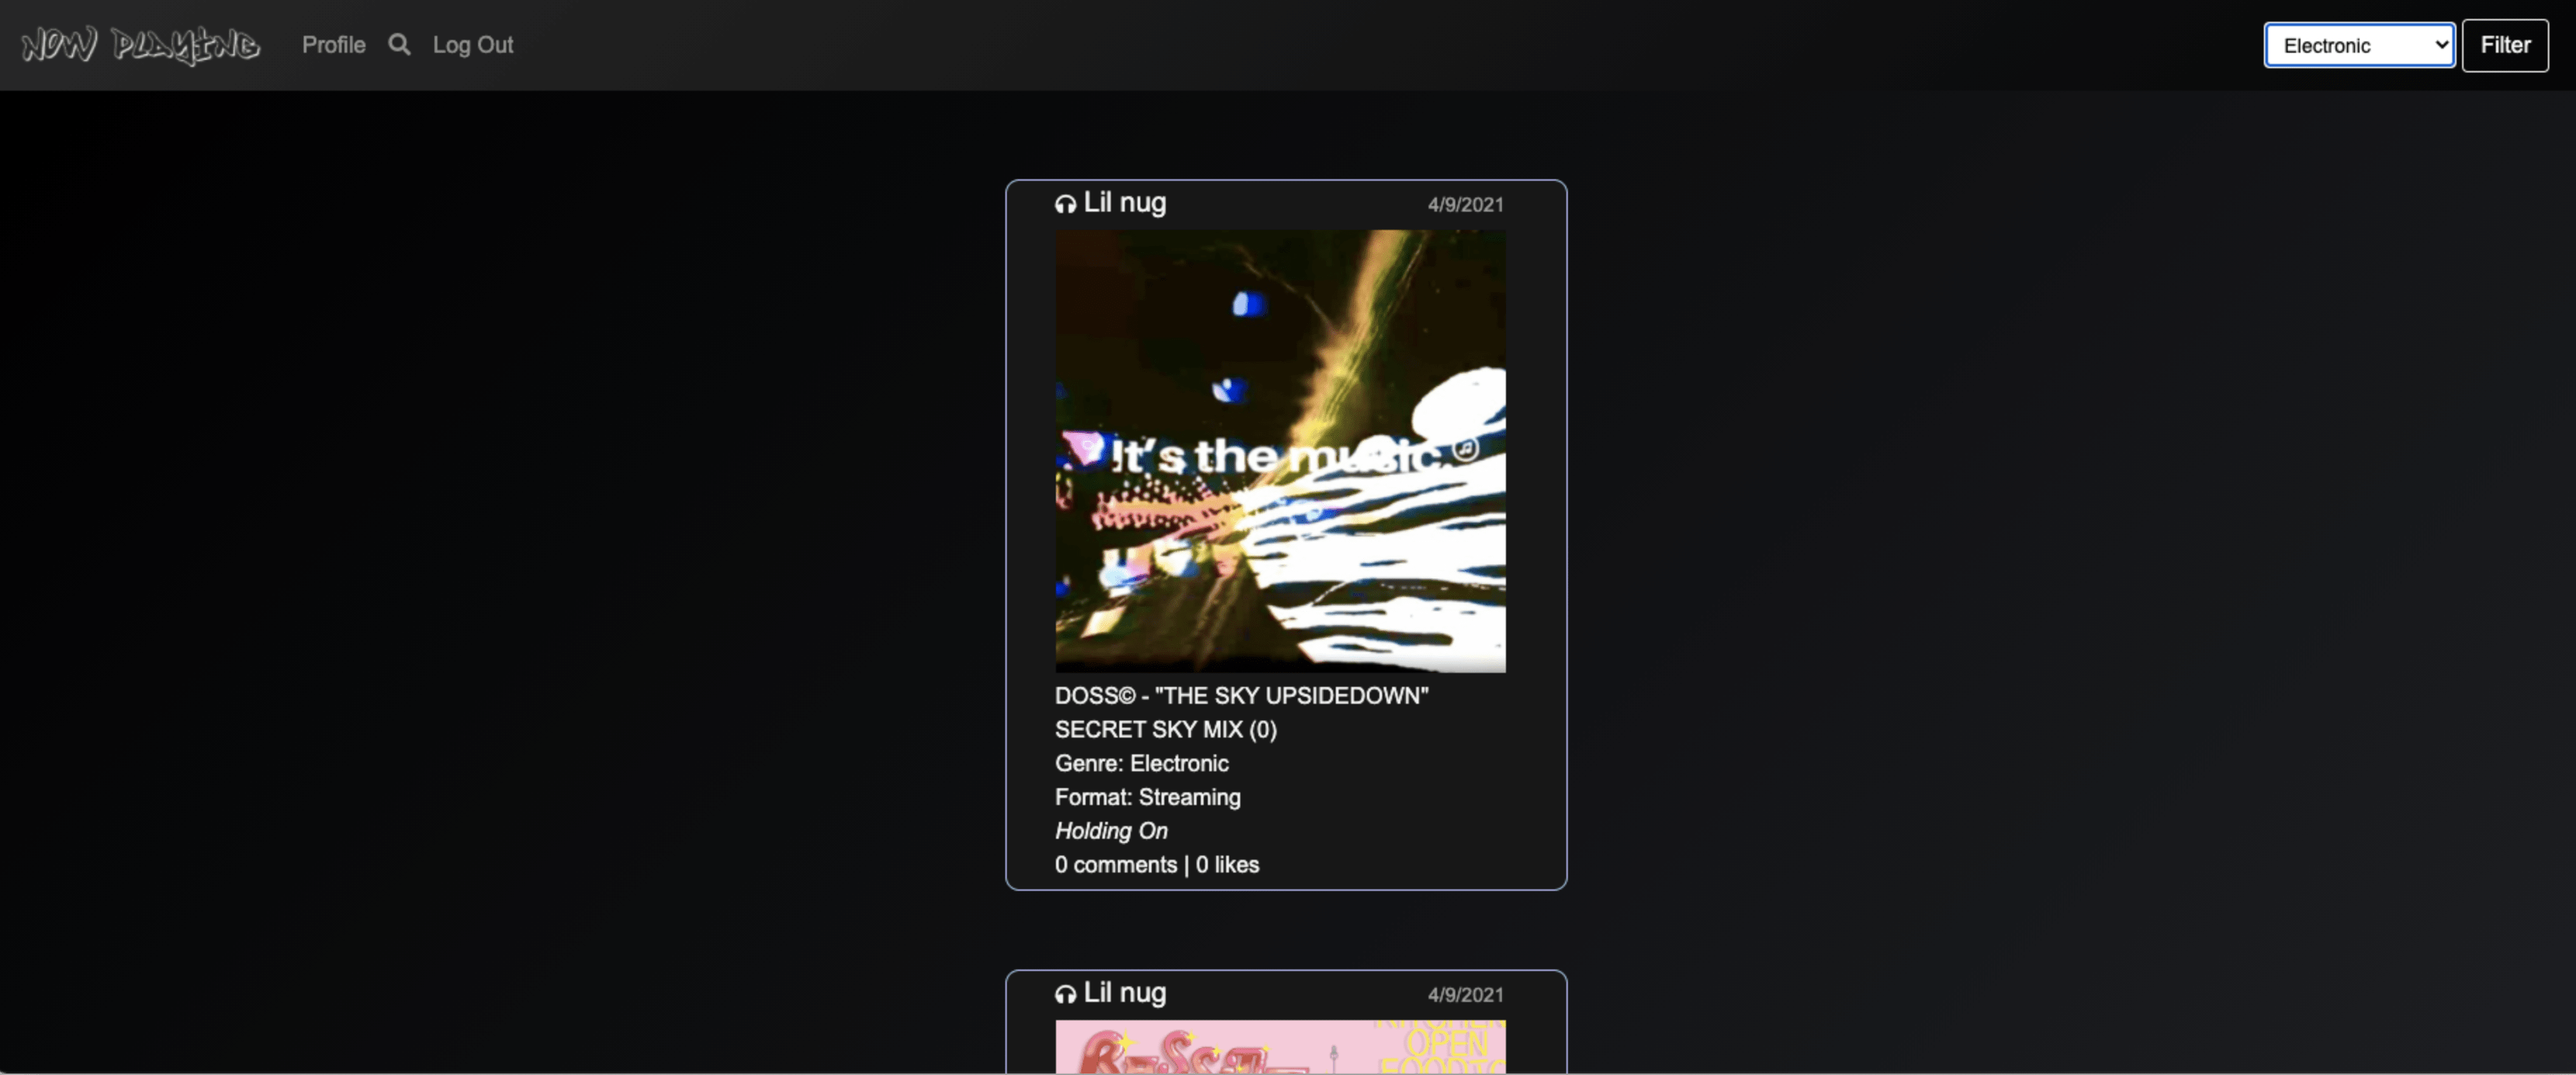 NOW PLAYING
Profile
Log Out
Electronic
Filter
Lil nug
4/9/2021
It's the music.
DOSS© - "THE SKY UPSIDEDOWN"
SECRET SKY MIX (0)
Genre: Electronic
Format: Streaming
Holding On
0 comments | 0 likes
Lil nug
4/9/2021
OPEN